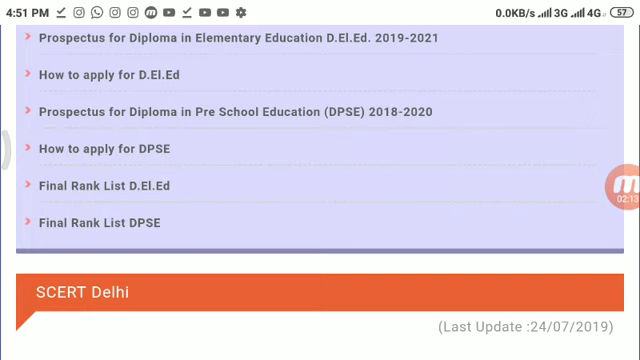 4:51 PM
0.0KB/s 3G 4G 57
Prospectus for Diploma in Elementary Education D.El.Ed. 2019-2021
How to apply for D.El.Ed
Prospectus for Diploma in Pre School Education (DPSE) 2018-2020
How to apply for DPSE
Final Rank List D.El.Ed
02:13
Final Rank List DPSE
SCERT Delhi
(Last Update :24/07/2019)